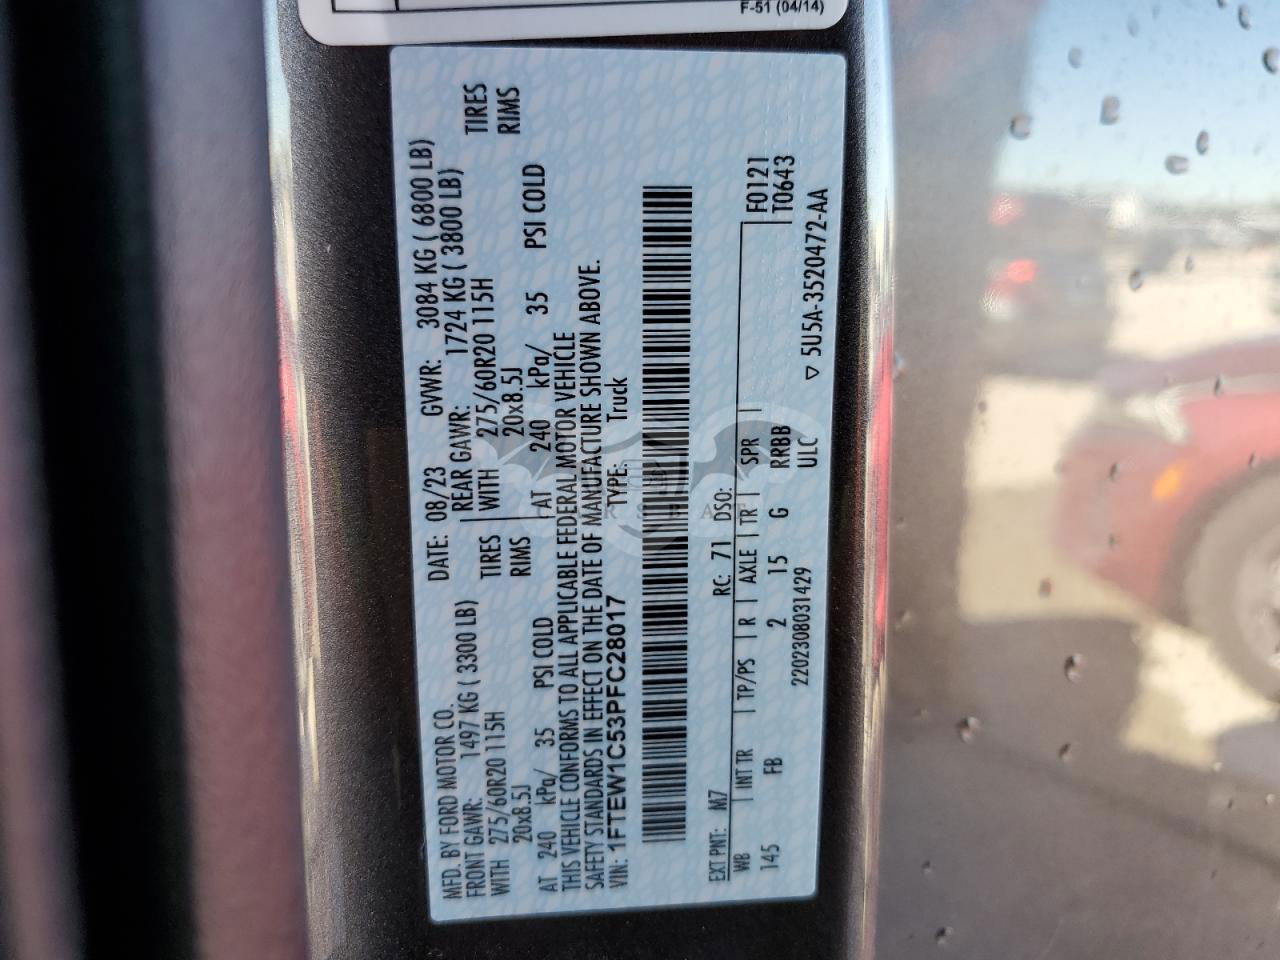 F-51 (04/14)
MFD. BY FORD MOTOR CO. DATE: 08/23 GVWR: 3084 KG ( 6800 LB)
FRONT GAWR: 1497 KG ( 3300 LB) REAR GAWR: 1724 KG ( 3800 LB)
WITH 275/60R20 115H TIRES WITH 275/60R20 115H TIRES
20x8.5J RIMS 20x8.5J RIMS
AT 240 kPa/ 35 PSI COLD AT 240 kPa/ 35 PSI COLD
THIS VEHICLE CONFORMS TO ALL APPLICABLE FEDERAL MOTOR VEHICLE
SAFETY STANDARDS IN EFFECT ON THE DATE OF MANUFACTURE SHOWN ABOVE.
VIN: 1FTEW1C53PFC28017 TYPE: Truck
EXT PNT: M7 RC: 71 DSO:
WB INT TR TP/PS R AXLE TR SPR F0121
145 FB 2 15 G RRBB T0643
2202308031429 ULC
▽ 5U5A-3520472-AA